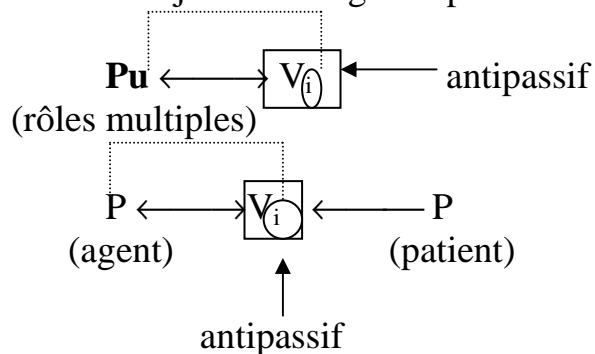 Pu V i antipassif
(rôles multiples)
P V i P
(agent) (patient)
antipassif